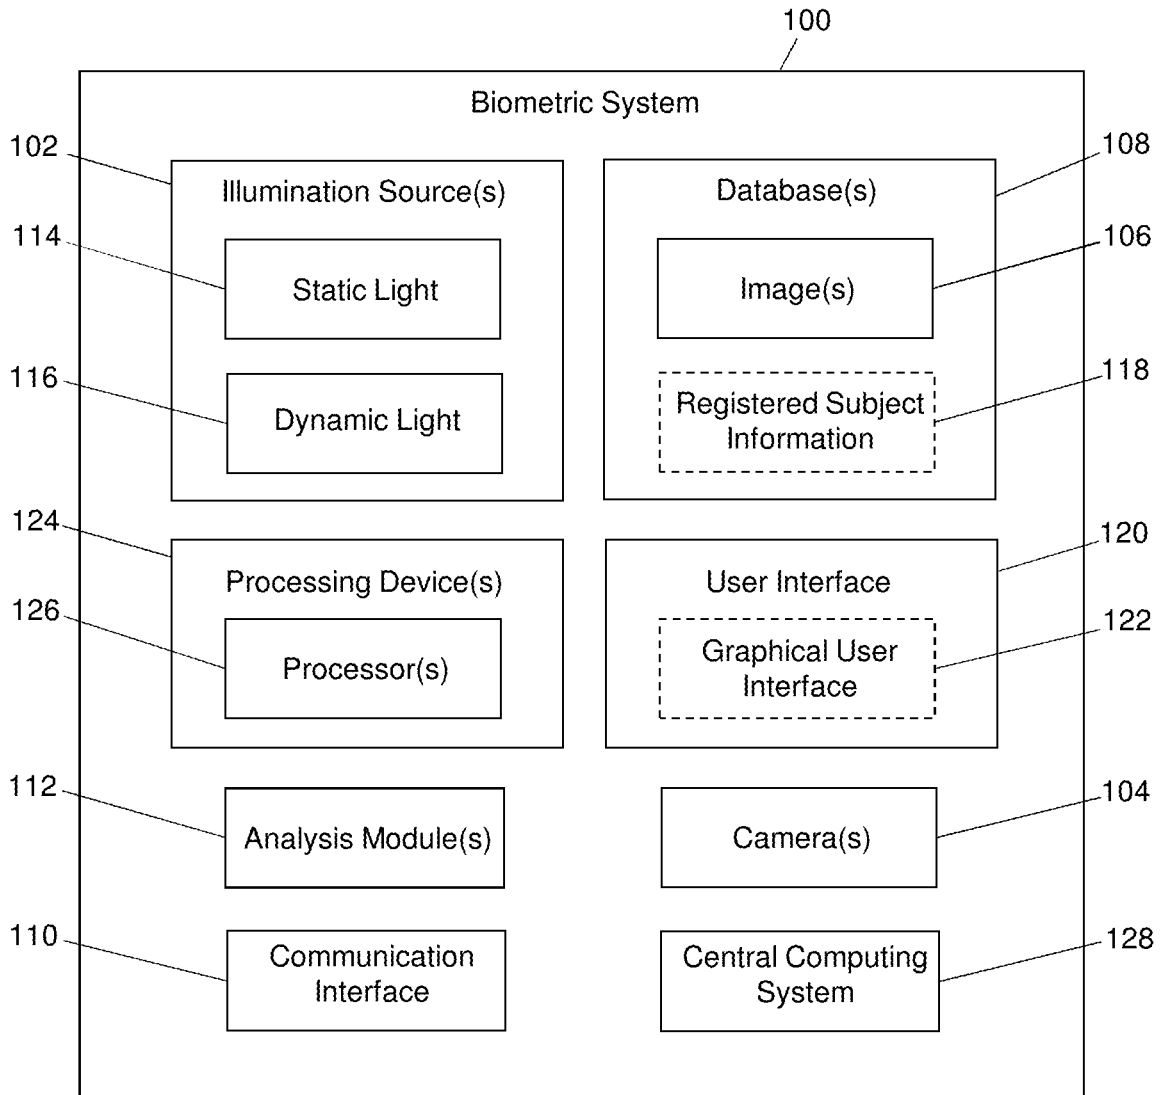 100
Biometric System
102
Illumination Source(s)
114
Static Light
116
Dynamic Light
108
Database(s)
106
Image(s)
118
Registered Subject
Information
124
Processing Device(s)
126
Processor(s)
120
User Interface
122
Graphical User
Interface
112
Analysis Module(s)
104
Camera(s)
110
Communication
Interface
128
Central Computing
System